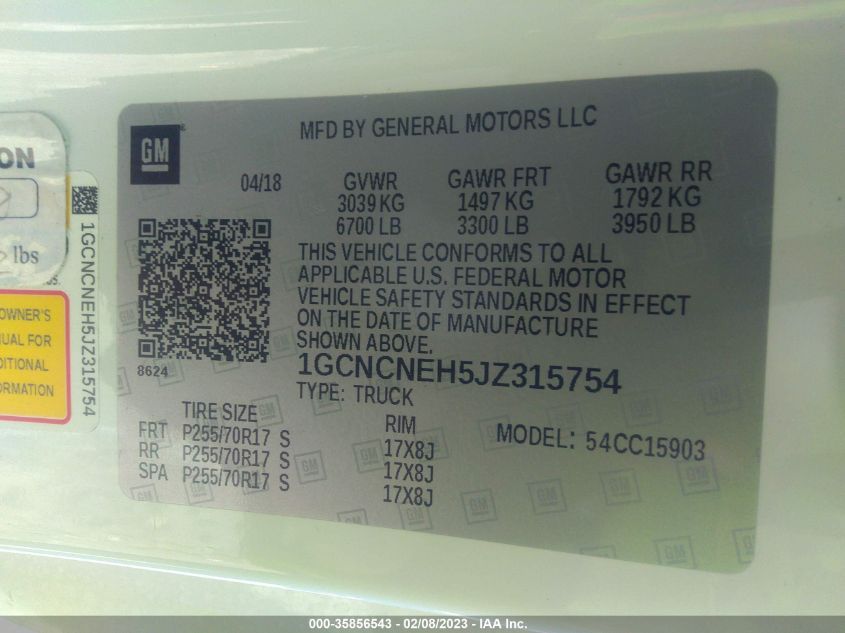 MFD BY GENERAL MOTORS LLC
GM
04/18
GVWR GAWR FRT GAWR RR
3039 KG 1497 KG 1792 KG
6700 LB 3300 LB 3950 LB
THIS VEHICLE CONFORMS TO ALL
APPLICABLE U.S. FEDERAL MOTOR
VEHICLE SAFETY STANDARDS IN EFFECT
ON THE DATE OF MANUFACTURE
SHOWN ABOVE.
8624
1GCNCNEH5JZ315754
TYPE: TRUCK
TIRE SIZE RIM
FRT P255/70R17 S 17X8J
RR P255/70R17 S 17X8J
SPA P255/70R17 S 17X8J
MODEL: 54CC15903
ION
lbs
1GCNCNEH5JZ315754
OWNER'S
FOR
ORMATION
000-35856543 - 02/08/2023 - IAA Inc.